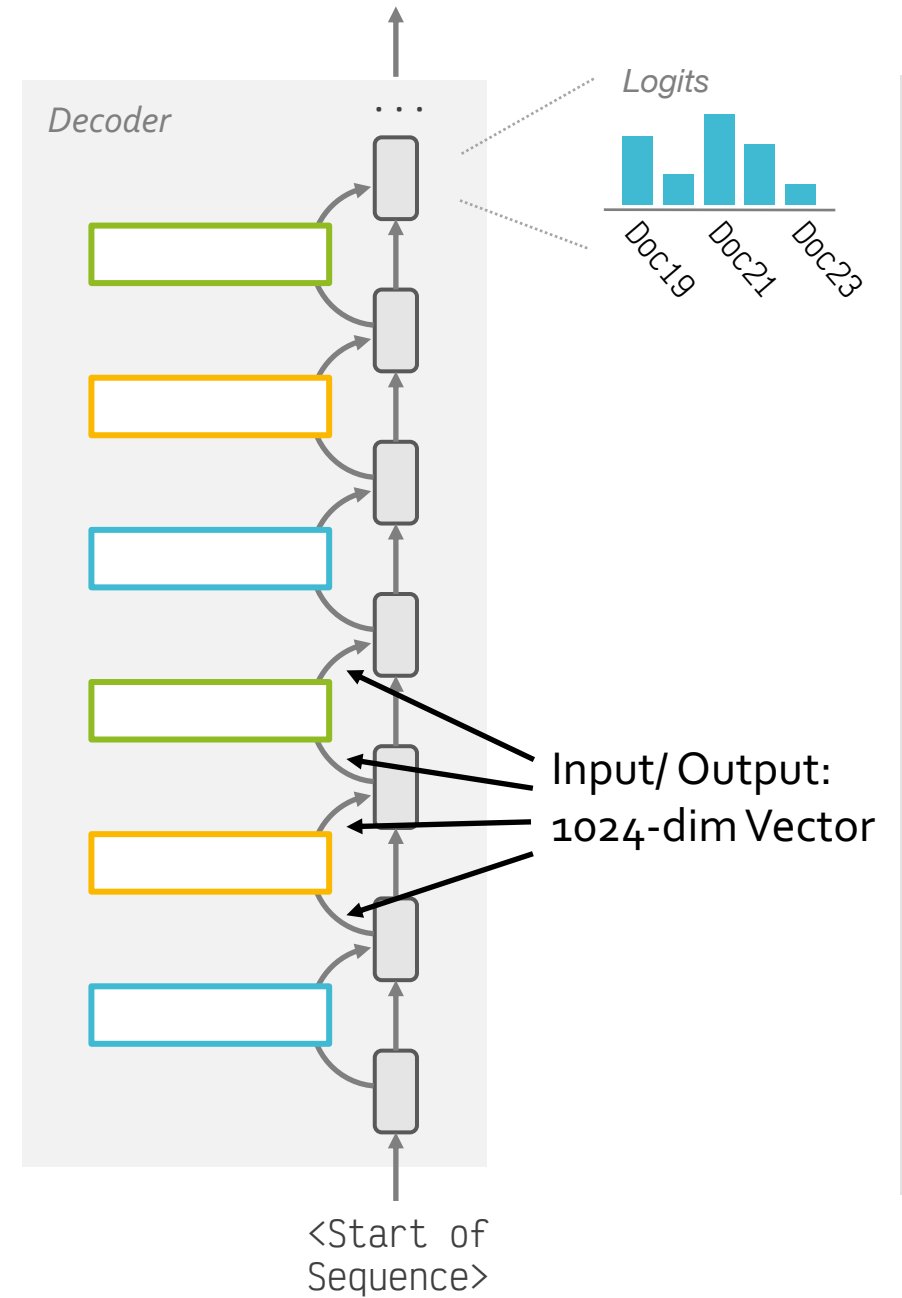 . . .
Decoder
Logits
Doc19
Doc21
Doc23
Input/ Output:
1024-dim Vector
<Start of
Sequence>